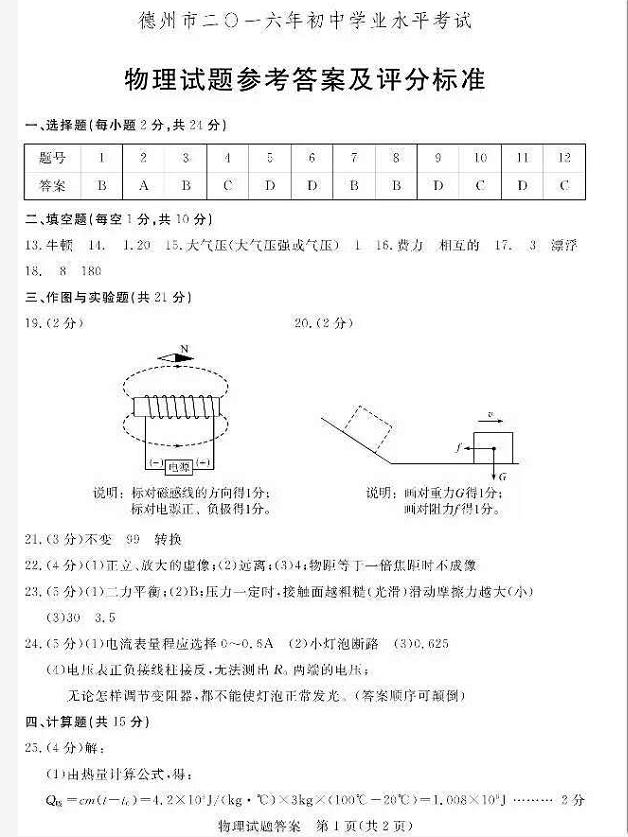 德州市二〇一六年初中学业水平考试
物理试题参考答案及评分标准
一、选择题(每小题 2 分,共 24 分)
题号 1 2 3 4 5 6 7 8 9 10 11 12
答案 B A B C D D B B D C D C
二、填空题(每空 1 分,共 10 分)
13.牛顿 14. 1.20 15.大气压(大气压强或气压) 1 16.费力 相互的 17. 3 漂浮
18. 8 180
三、作图与实验题(共 21 分)
19.(2 分) 20.(2 分)
N
(-) 电源 (+)
v
f
G
说明：标对磁感线的方向得1分；
标对电源正、负极得1分。
说明：画对重力G得1分；
画对阻力f得1分。
21.(3 分)不变 99 转换
22.(4 分)(1)正立、放大的虚像;(2)远离;(3)4;物距等于一倍焦距时不成像
23.(5 分)(1)二力平衡;(2)B;压力一定时,接触面越粗糙(光滑)滑动摩擦力越大(小)
(3)30 3.5
24.(5 分)(1)电流表量程应选择 0～0.6A (2)小灯泡断路 (3)0.625
(4)电压表正负接线柱接反,无法测出 R₀ 两端的电压;
无论怎样调节变阻器,都不能使灯泡正常发光。(答案顺序可颠倒)
四、计算题(共 15 分)
25.(4 分)解:
(1)由热量计算公式,得:
Q吸=cm(t-t₀)=4.2×10³J/(kg·℃)×3kg×(100℃-20℃)=1.008×10⁶J ……… 2 分
物理试题答案 第 1 页(共 2 页)